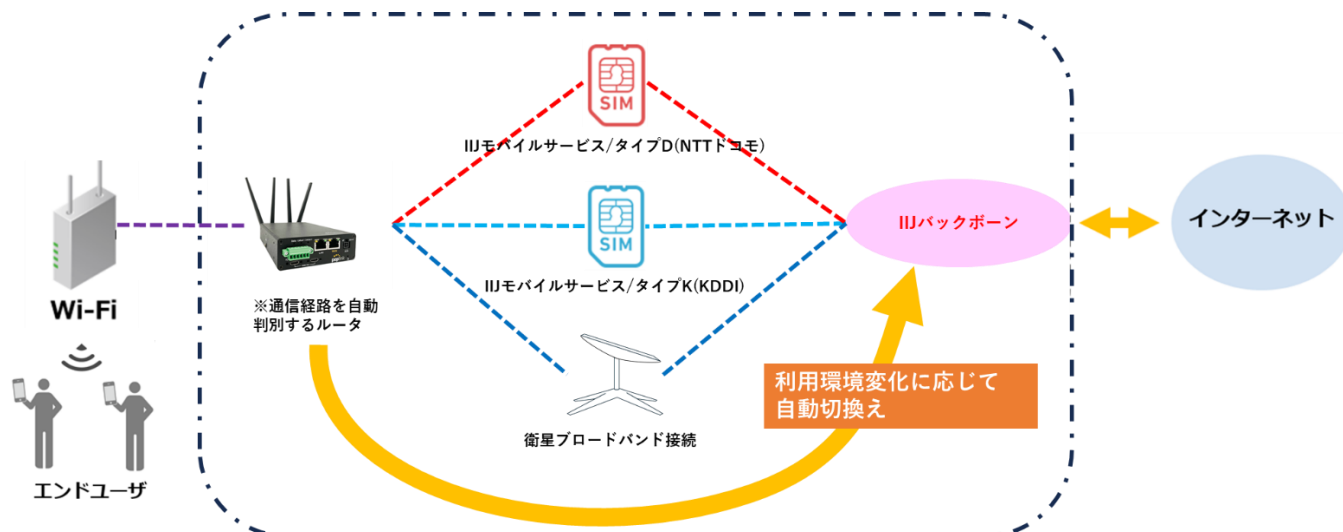 SIM
IIJモバイルサービス/タイプD(NTTドコモ)
SIM
IIJモバイルサービス/タイプK(KDDI)
IIJバックボーン
インターネット
Wi-Fi
※通信経路を自動
判別するルータ
エンドユーザ
衛星ブロードバンド接続
利用環境変化に応じて
自動切換え